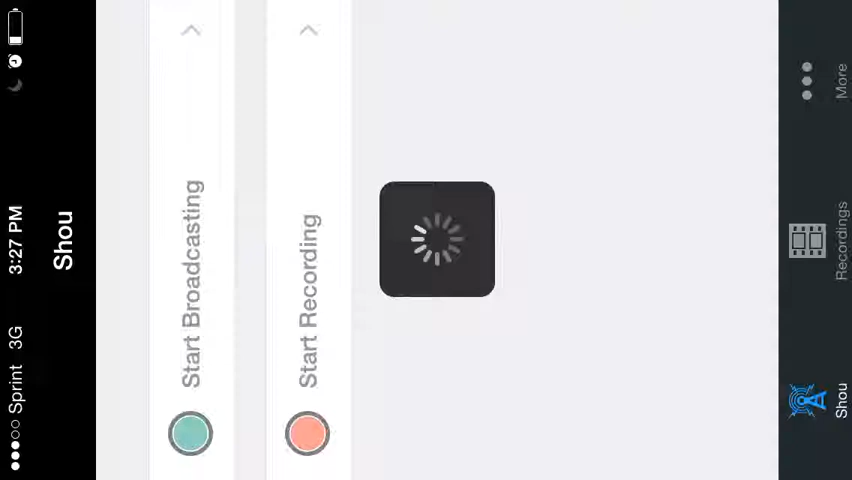 Sprint 3G 3:27 PM
Shou
Start Broadcasting
Start Recording
Shou Recordings More